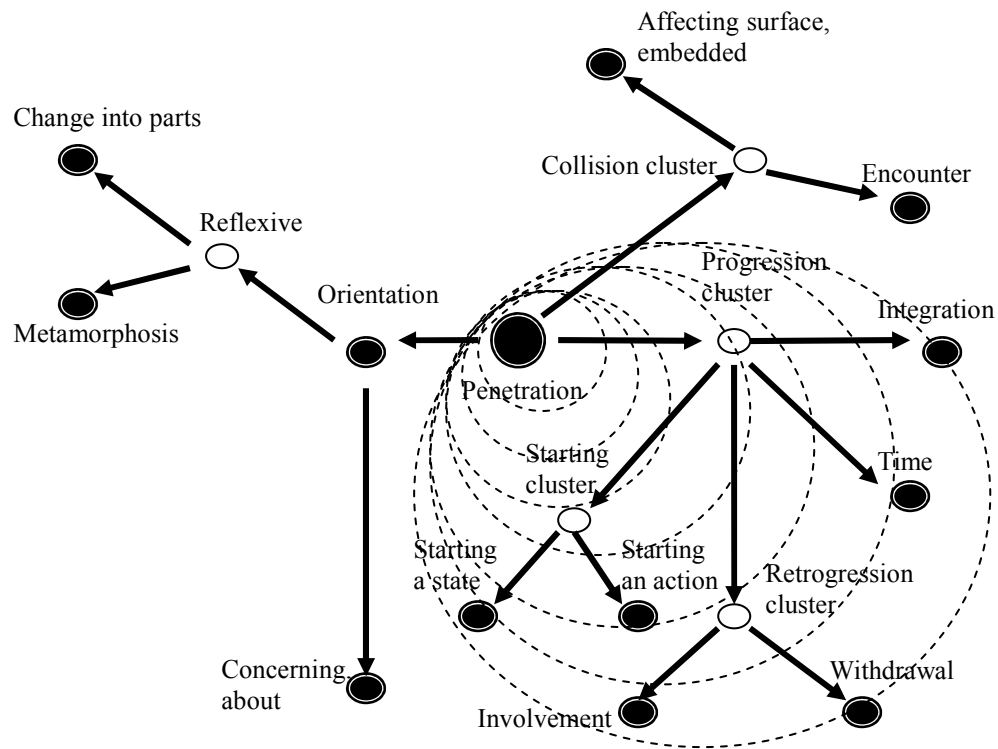 Affecting surface,
embedded
Change into parts
Collision cluster
Encounter
Reflexive
Progression
cluster
Orientation
Integration
Metamorphosis
Penetration
Starting
cluster
Time
Starting
a state
Starting
an action
Retrogression
cluster
Concerning,
about
Withdrawal
Involvement